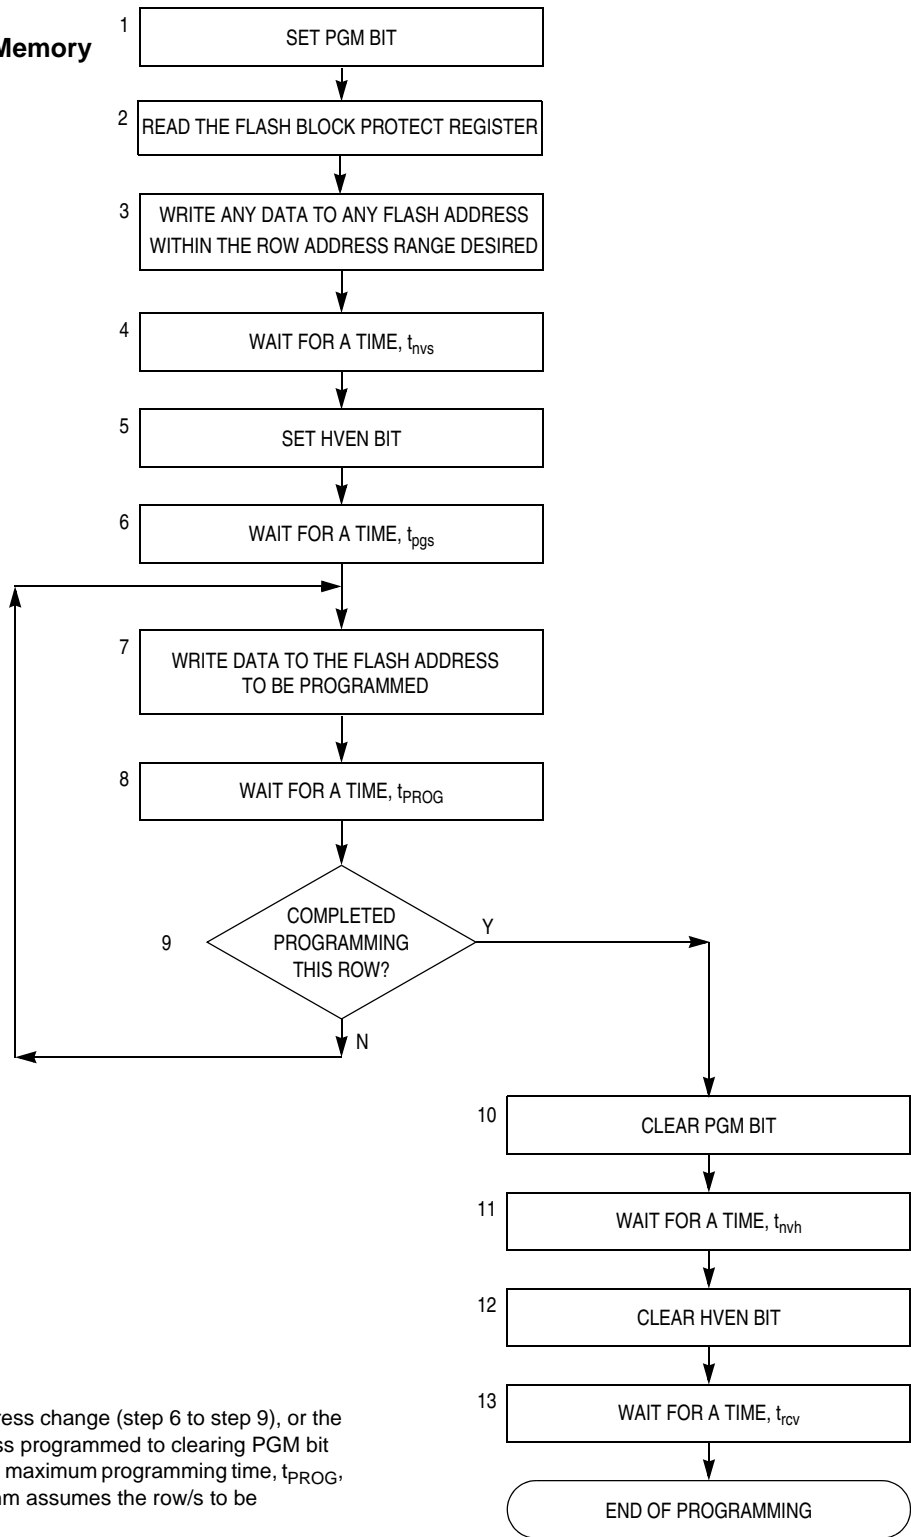 Memory
1
SET PGM BIT
2
READ THE FLASH BLOCK PROTECT REGISTER
3
WRITE ANY DATA TO ANY FLASH ADDRESS
WITHIN THE ROW ADDRESS RANGE DESIRED
4
WAIT FOR A TIME, tnvs
5
SET HVEN BIT
6
WAIT FOR A TIME, tpgs
7
WRITE DATA TO THE FLASH ADDRESS
TO BE PROGRAMMED
8
WAIT FOR A TIME, tPROG
9
COMPLETED
PROGRAMMING
THIS ROW?
Y
N
10
CLEAR PGM BIT
11
WAIT FOR A TIME, tnvh
12
CLEAR HVEN BIT
13
WAIT FOR A TIME, trcv
END OF PROGRAMMING
ress change (step 6 to step 9), or the
ss programmed to clearing PGM bit
maximum programming time, tPROG,
m assumes the row/s to be